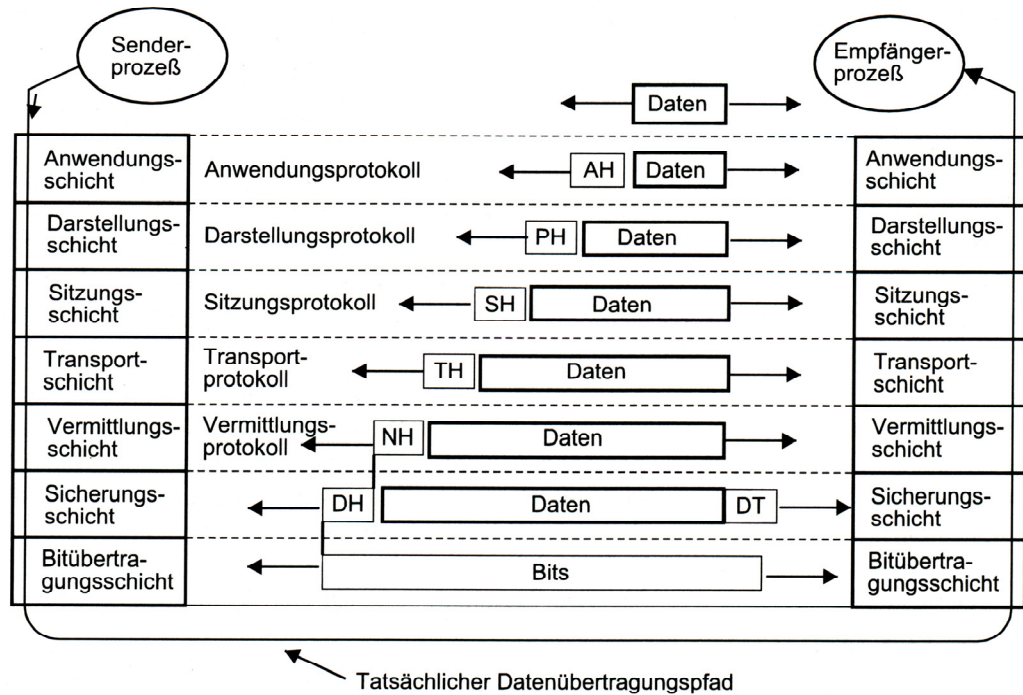 Sender-
prozeß
Empfänger-
prozeß
Daten
Anwendungs-
schicht
Anwendungsprotokoll
AH
Daten
Anwendungs-
schicht
Darstellungs-
schicht
Darstellungsprotokoll
PH
Daten
Darstellungs-
schicht
Sitzungs-
schicht
Sitzungsprotokoll
SH
Daten
Sitzungs-
schicht
Transport-
schicht
Transport-
protokoll
TH
Daten
Transport-
schicht
Vermittlungs-
schicht
Vermittlungs-
protokoll
NH
Daten
Vermittlungs-
schicht
Sicherungs-
schicht
DH
Daten
DT
Sicherungs-
schicht
Bitübertra-
gungsschicht
Bits
Bitübertra-
gungsschicht
Tatsächlicher Datenübertragungspfad